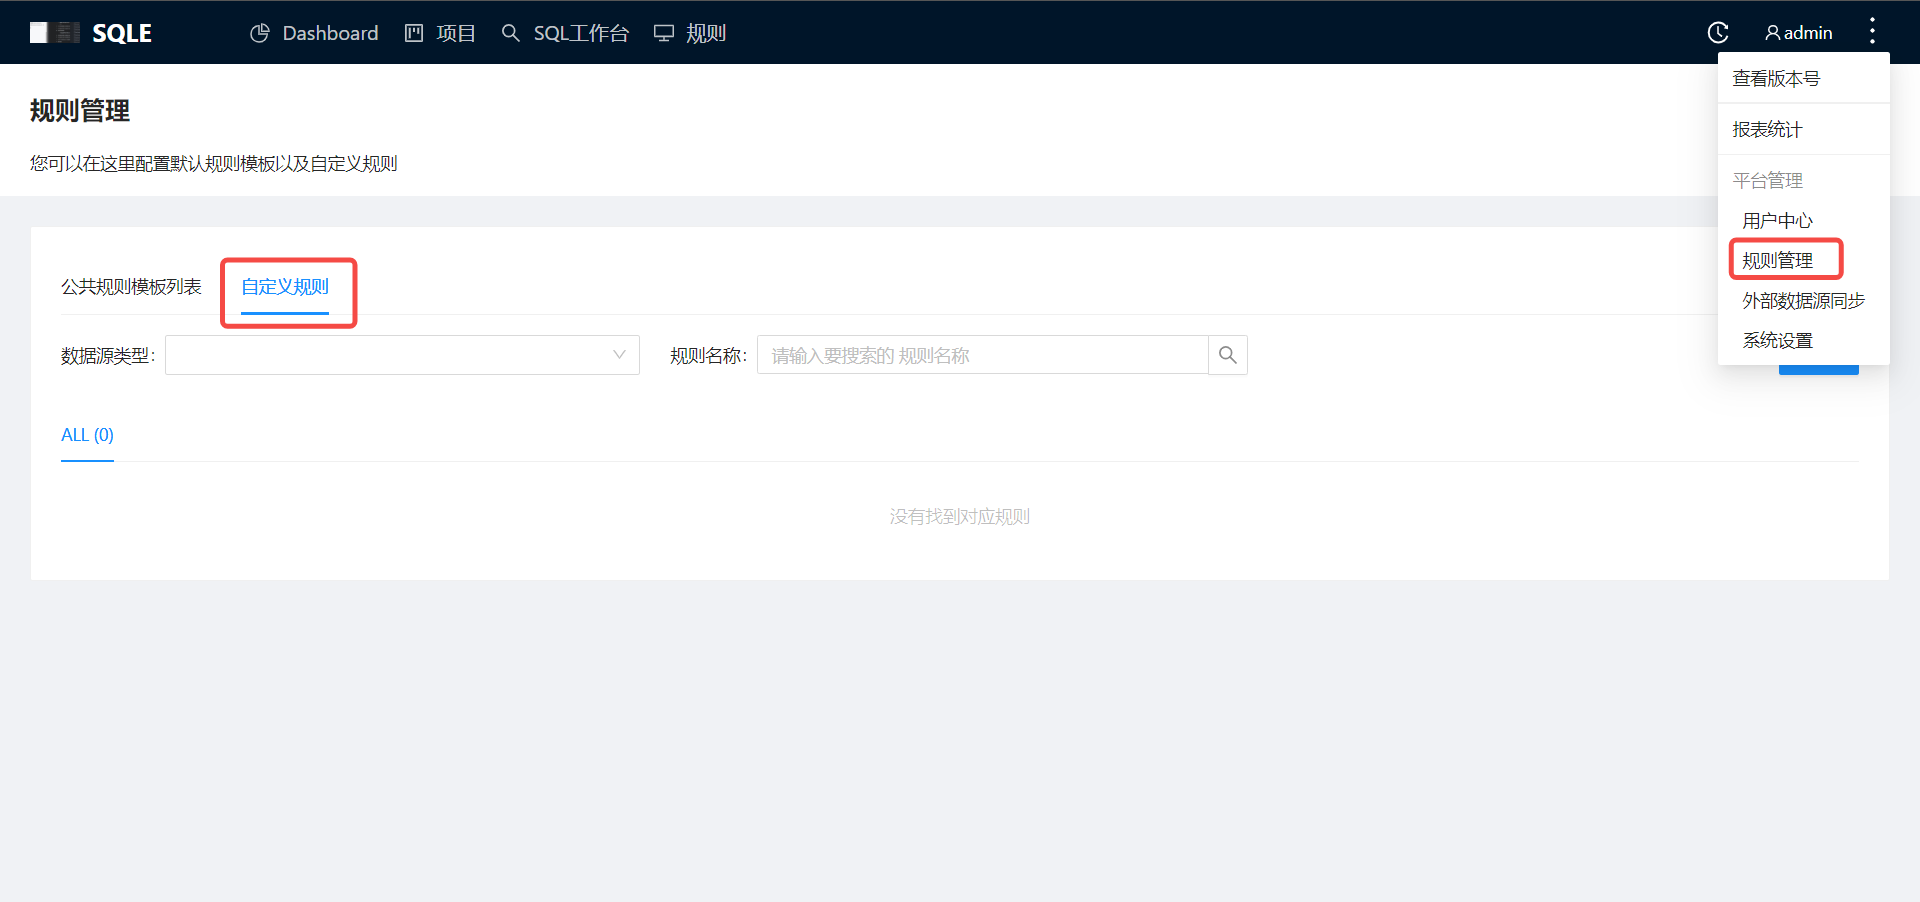 SQLE
Dashboard
项目
SQL工作台
规则
admin
查看版本号
报表统计
平台管理
用户中心
规则管理
外部数据源同步
系统设置
规则管理
您可以在这里配置默认规则模板以及自定义规则
公共规则模板列表
自定义规则
数据源类型:
规则名称:
请输入要搜索的 规则名称
ALL (0)
没有找到对应规则